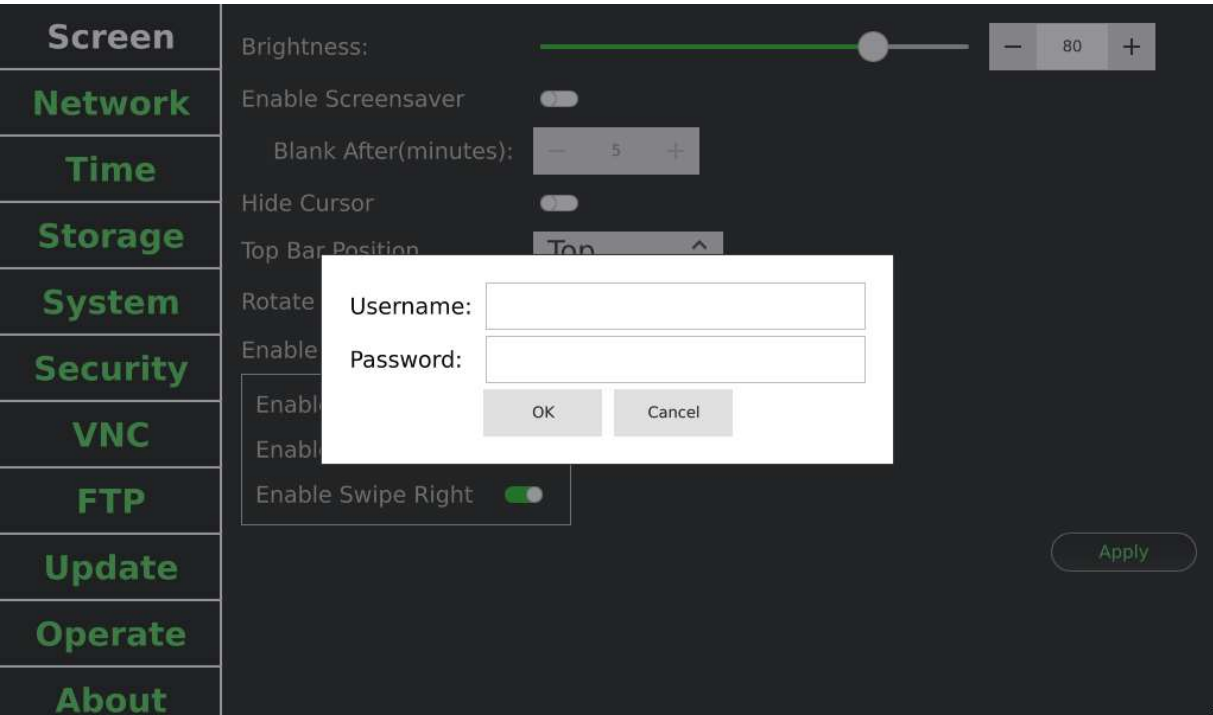 Screen
Network
Time
Storage
System
Security
VNC
FTP
Update
Operate
About
Brightness:
80
Enable Screensaver
Blank After(minutes):
5
Hide Cursor
Top Bar Position
Top
Rotate
Enable
Username:
Password:
OK
Cancel
Enable Swipe Right
Apply